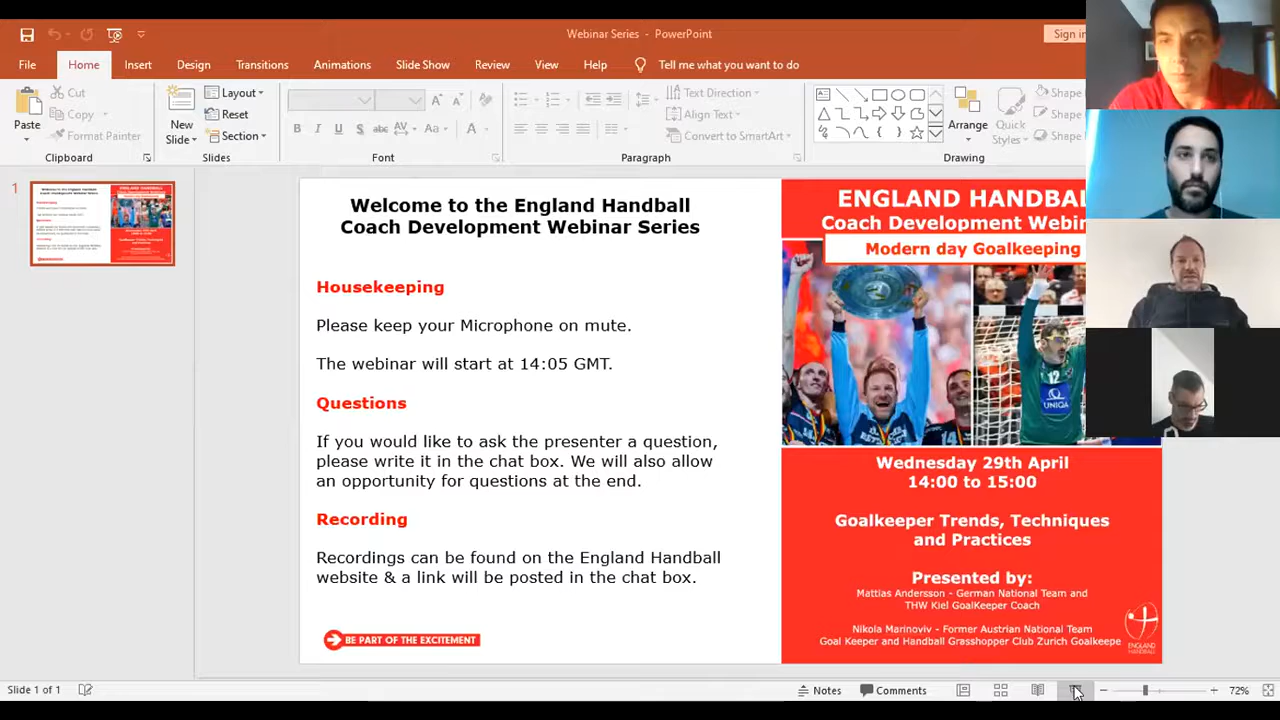 Webinar Series - PowerPoint
Sign in
File
Home
Insert
Design
Transitions
Animations
Slide Show
Review
View
Help
Tell me what you want to do
Paste
Cut
Copy
Format Painter
Clipboard
New
Slide
Layout
Reset
Section
Slides
Font
Text Direction
Align Text
Convert to SmartArt
Paragraph
Arrange
Quick
Styles
Drawing
Shape
Shape
Shape
1
Welcome to the England Handball
Coach Development Webinar Series
Housekeeping
Please keep your Microphone on mute.
The webinar will start at 14:05 GMT.
Questions
If you would like to ask the presenter a question,
please write it in the chat box. We will also allow
an opportunity for questions at the end.
Recording
Recordings can be found on the England Handball
website & a link will be posted in the chat box.
BE PART OF THE EXCITEMENT
ENGLAND HANDBAL
Coach Development Webin
Modern day Goalkeeping
12
UNIQA
14
Wednesday 29th April
14:00 to 15:00
Goalkeeper Trends, Techniques
and Practices
Presented by:
Mattias Andersson - German National Team and
THW Kiel GoalKeeper Coach
Nikola Marinoviv - Former Austrian National Team
Goal Keeper and Handball Grasshopper Club Zurich Goalkeepe
ENGLAND
HANDBALL
Slide 1 of 1
Notes
Comments
72%